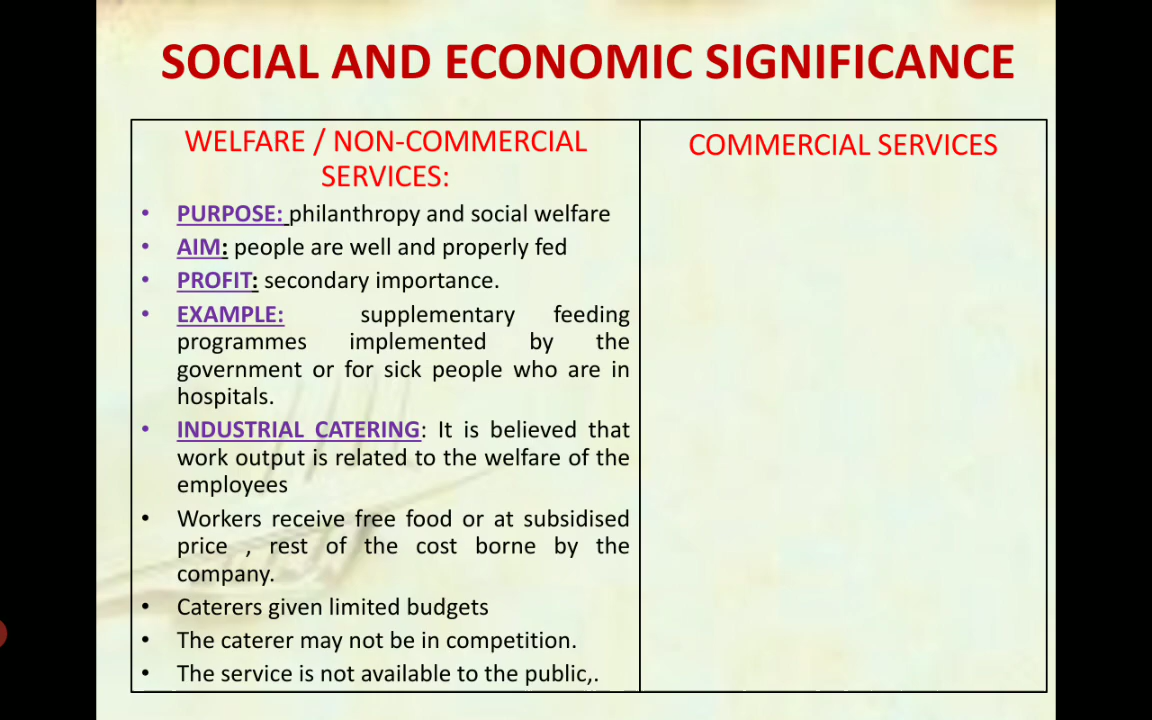 SOCIAL AND ECONOMIC SIGNIFICANCE
WELFARE / NON-COMMERCIAL
SERVICES:
• PURPOSE: philanthropy and social welfare
• AIM: people are well and properly fed
• PROFIT: secondary importance.
• EXAMPLE: supplementary feeding
programmes implemented by the
government or for sick people who are in
hospitals.
• INDUSTRIAL CATERING: It is believed that
work output is related to the welfare of the
employees
• Workers receive free food or at subsidised
price , rest of the cost borne by the
company.
• Caterers given limited budgets
• The caterer may not be in competition.
• The service is not available to the public,.
COMMERCIAL SERVICES